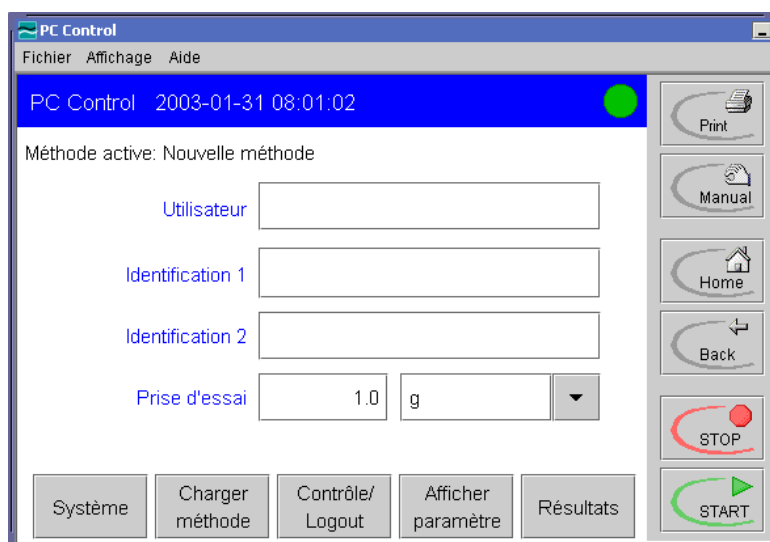 PC Control
Fichier Affichage Aide
PC Control 2003-01-31 08:01:02
Méthode active: Nouvelle méthode
Utilisateur
Identification 1
Identification 2
Prise d'essai 1.0 g
Système
Charger
méthode
Contrôle/
Logout
Afficher
paramètre
Résultats
Print
Manual
Home
Back
STOP
START